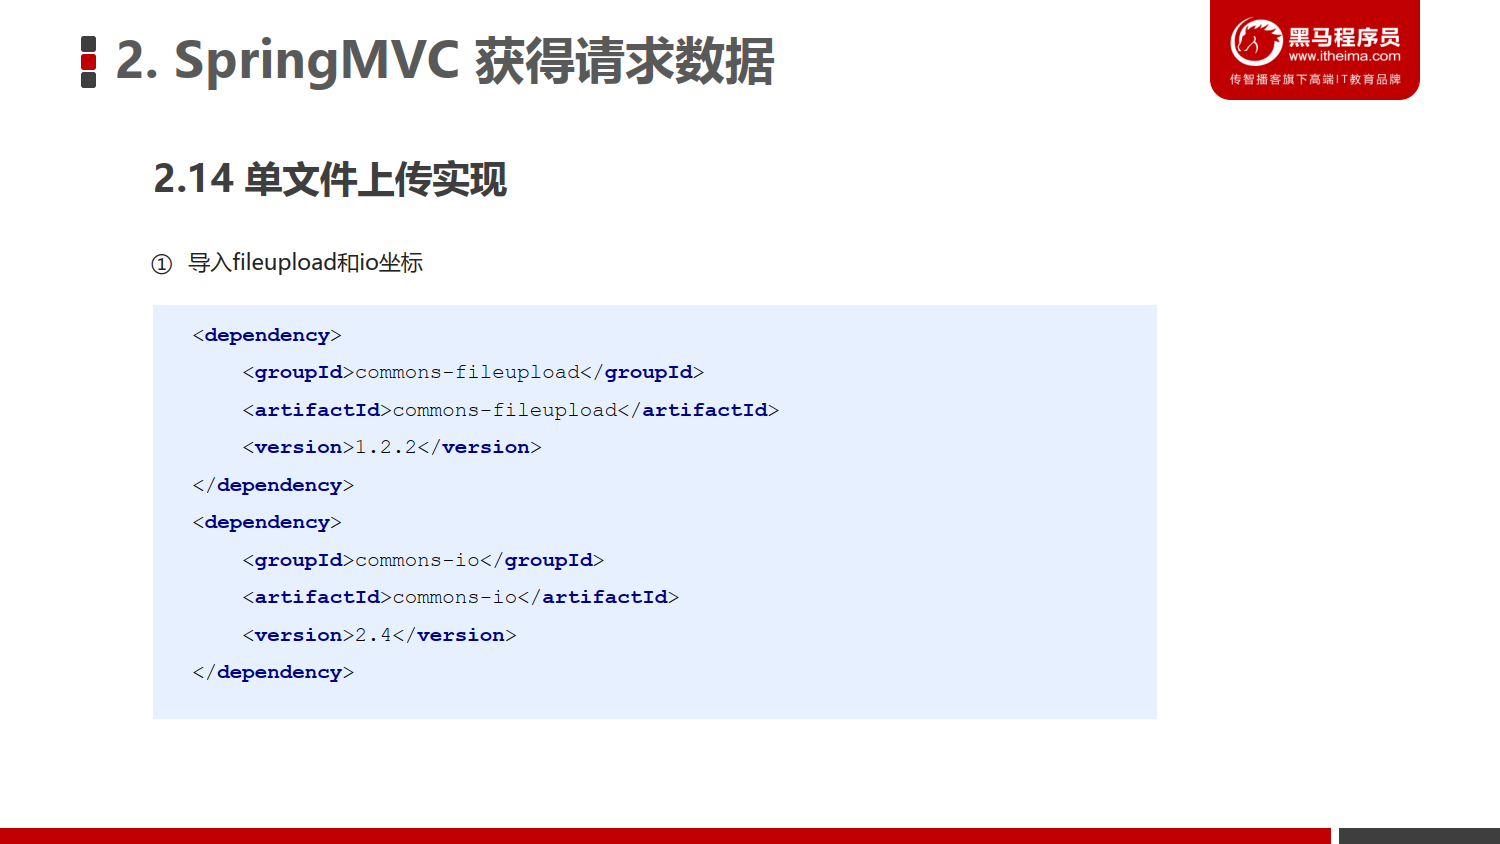 2. SpringMVC 获得请求数据
黑马程序员
www.itheima.com
传智播客旗下高端IT教育品牌
2.14 单文件上传实现
① 导入fileupload和io坐标
<dependency>
    <groupId>commons-fileupload</groupId>
    <artifactId>commons-fileupload</artifactId>
    <version>1.2.2</version>
</dependency>
<dependency>
    <groupId>commons-io</groupId>
    <artifactId>commons-io</artifactId>
    <version>2.4</version>
</dependency>